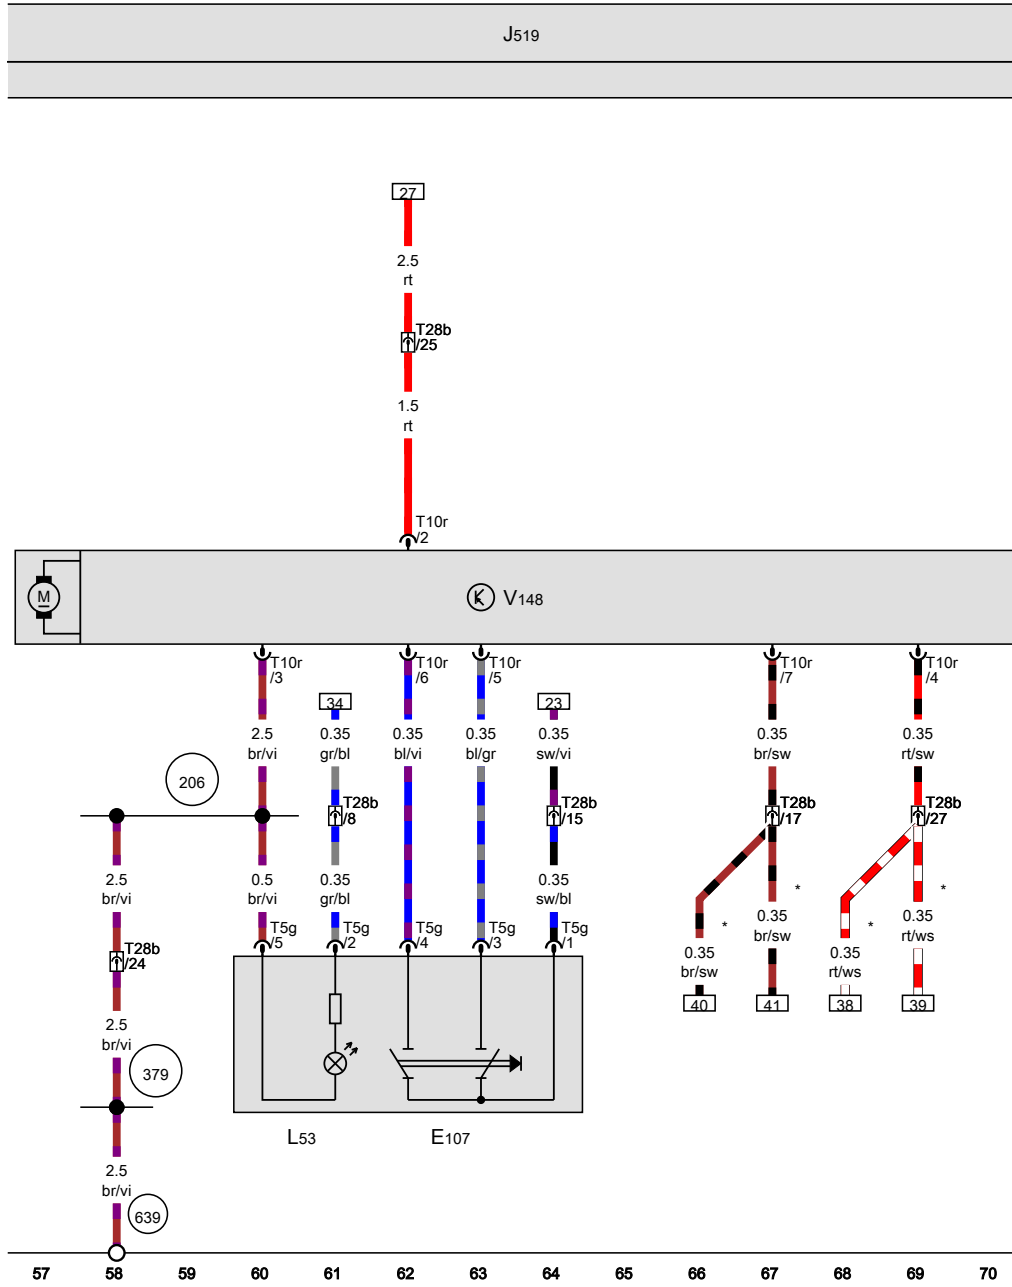 J519
27
2.5
rt
T28b
/25
1.5
rt
T10r
/2
M
V148
T10r
/3
T10r
/6
T10r
/5
T10r
/7
T10r
/4
34
23
2.5
br/vi
0.35
gr/bl
0.35
bl/vi
0.35
bl/gr
0.35
sw/vi
0.35
br/sw
0.35
rt/sw
206
T28b
/8
T28b
/15
T28b
/17
T28b
/27
2.5
br/vi
0.5
br/vi
0.35
gr/bl
0.35
sw/bl
*
*
0.35
br/sw
0.35
rt/ws
T5g
/5
T5g
/2
T5g
/4
T5g
/3
T5g
/1
*
*
T28b
/24
0.35
br/sw
0.35
rt/ws
40
41
38
39
2.5
br/vi
379
L53
E107
2.5
br/vi
639
57 58 59 60 61 62 63 64 65 66 67 68 69 70